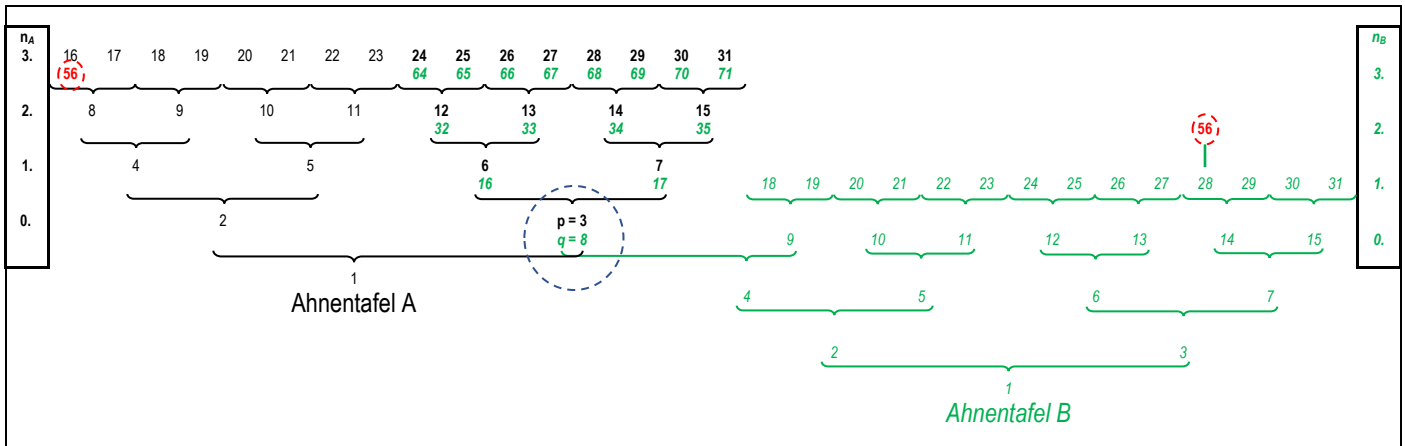 n_A n_B
3. 16 17 18 19 20 21 22 23 24 25 26 27 28 29 30 31 3.
56 64 65 66 67 68 69 70 71
2. 8 9 10 11 12 13 14 15 2.
32 33 34 35 56
1. 4 5 6 7 1.
16 17 18 19 20 21 22 23 24 25 26 27 28 29 30 31
0. 2 p = 3 0.
q = 8 9 10 11 12 13 14 15
1
Ahnentafel A
4 5 6 7
2 3
1
Ahnentafel B